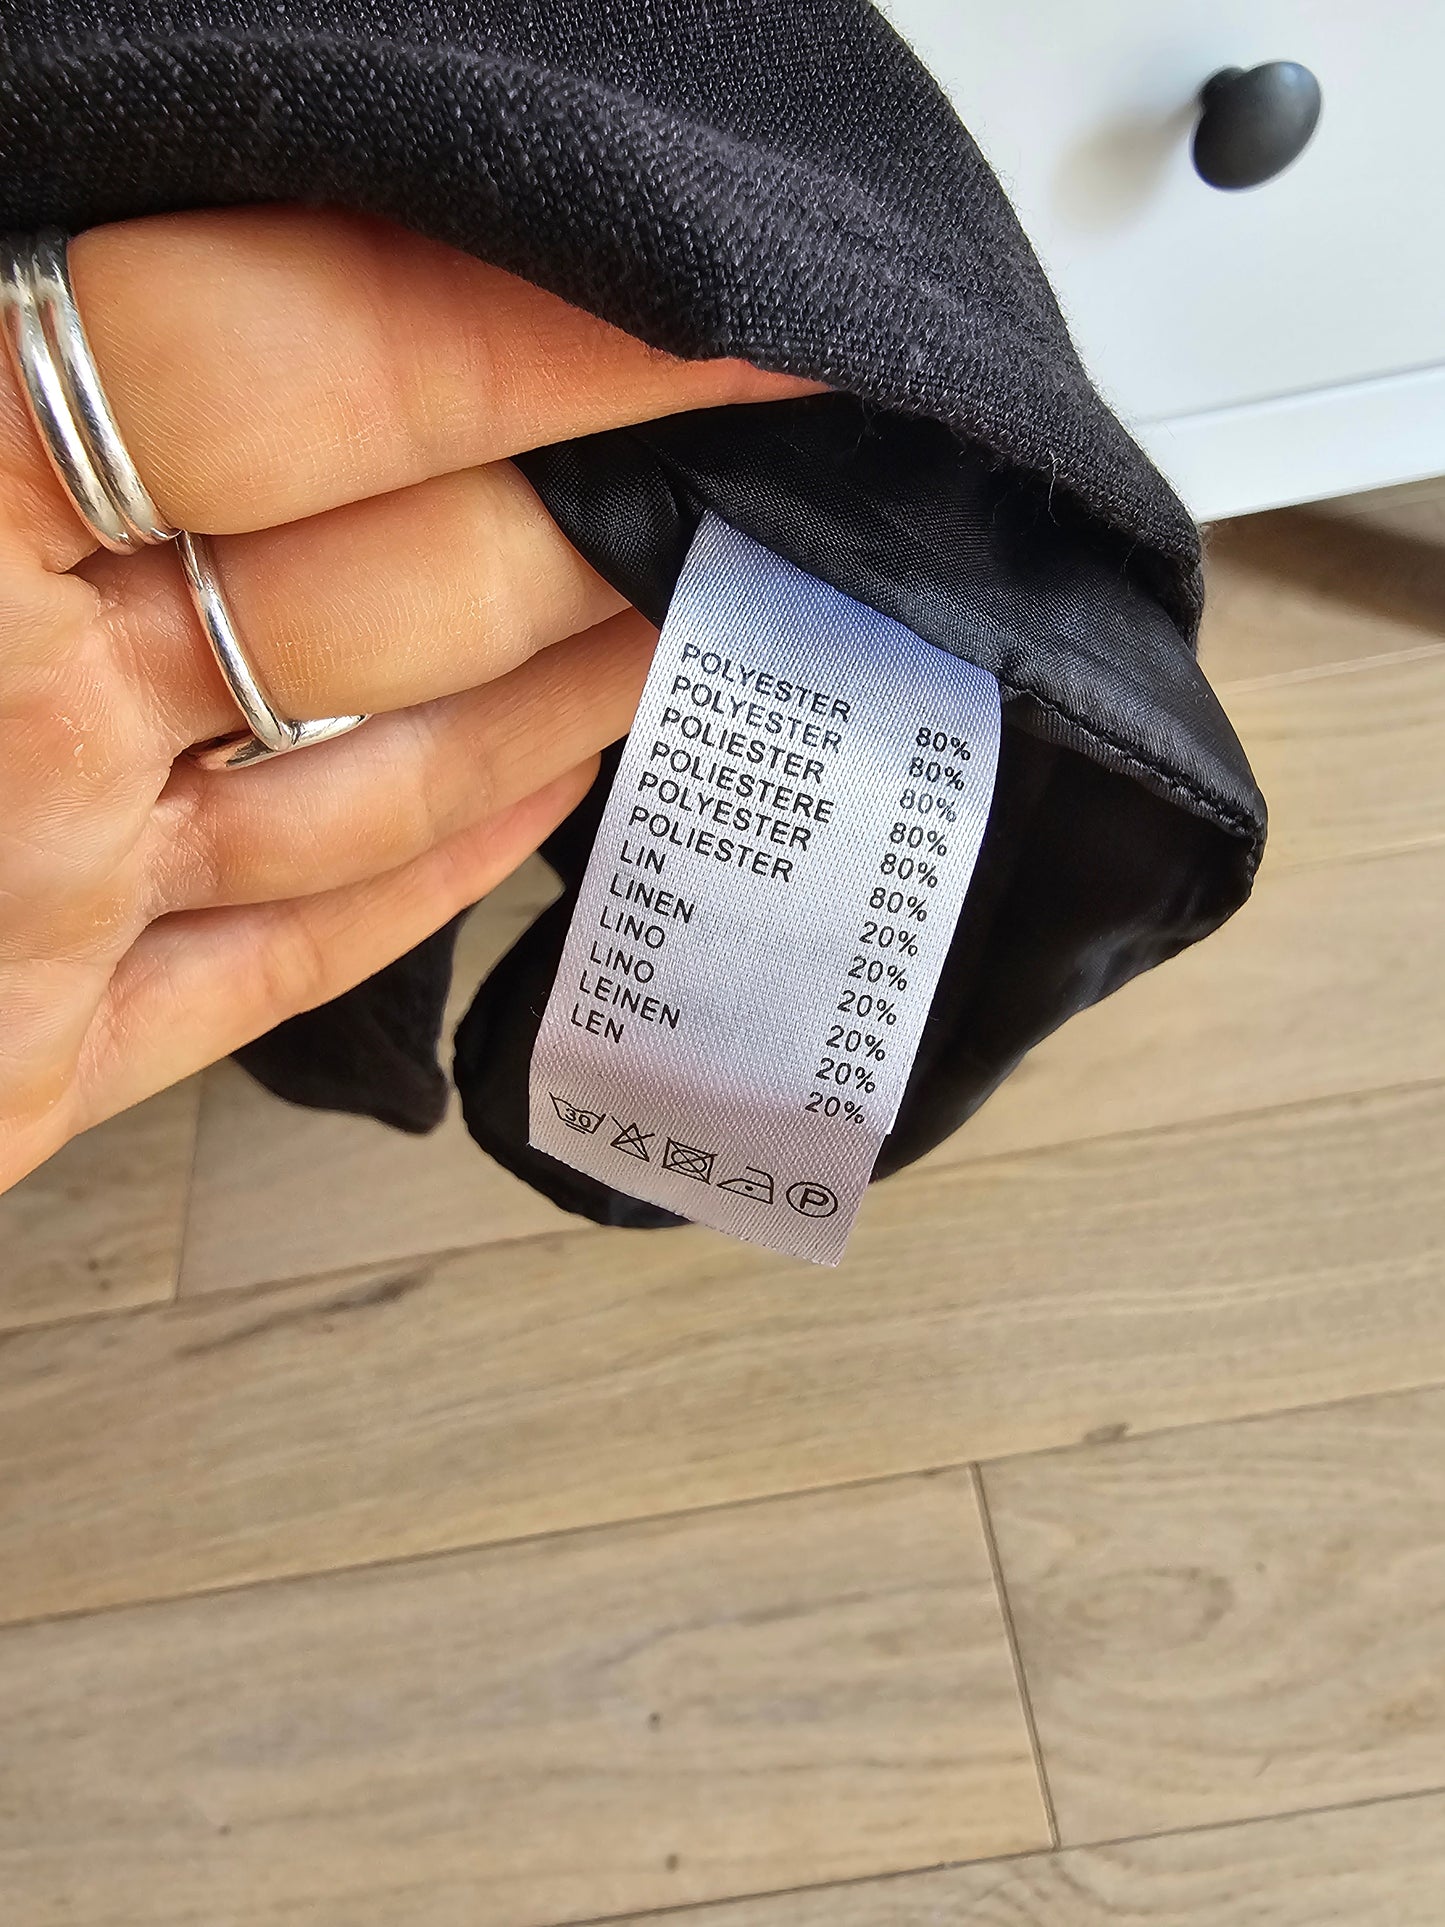 POLYESTER 80%
POLYESTER 80%
POLIESTER 80%
POLIESTERE 80%
POLYESTER 80%
POLIESTER 80%
LIN 20%
LINEN 20%
LINO 20%
LINO 20%
LEINEN 20%
LEN 20%
30 P